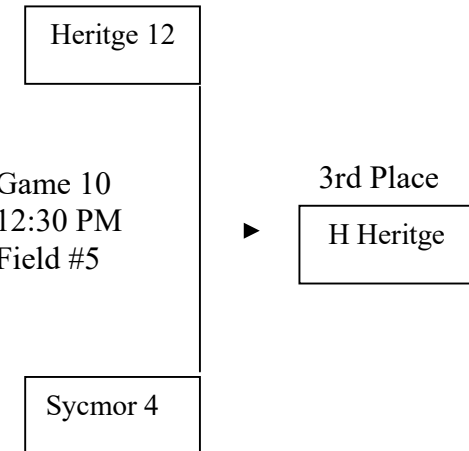 Heritge 12
Game 10
12:30 PM
Field #5
3rd Place
H Heritge
Sycmor 4